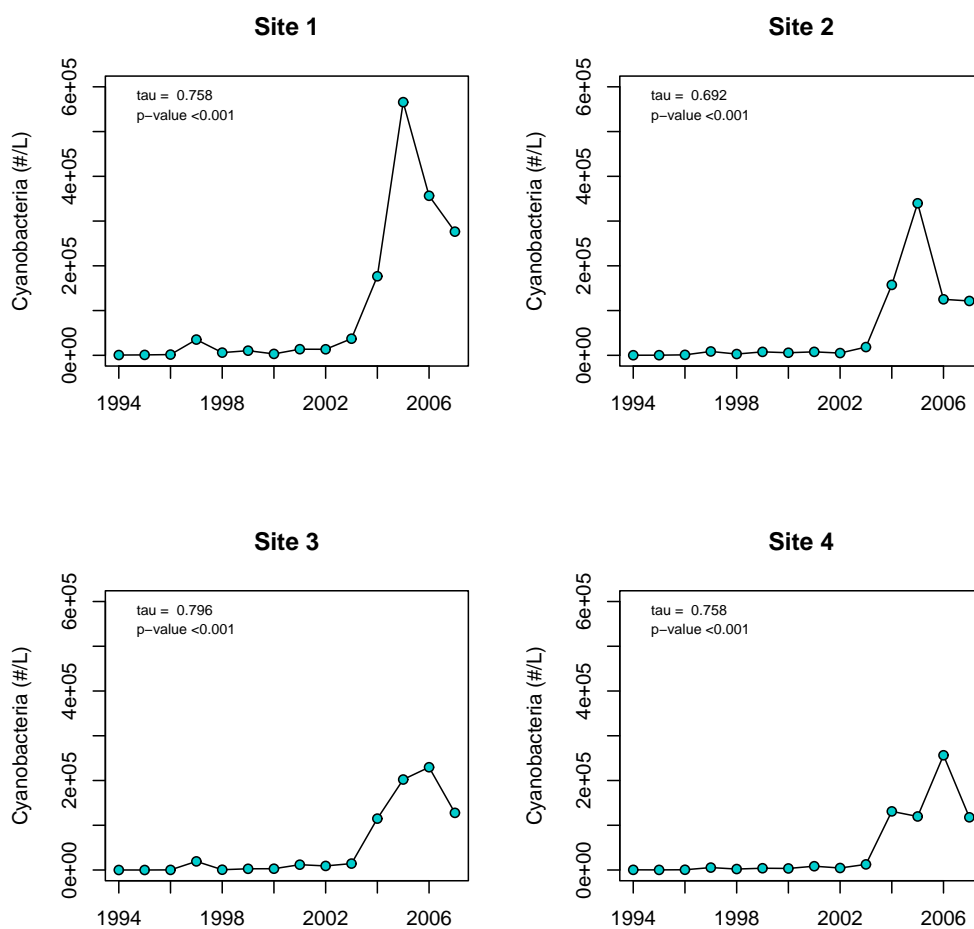 Site 1
tau =  0.758
p−value <0.001
Cyanobacteria (#/L)
6e+05
4e+05
2e+05
0e+00
1994 1998 2002 2006
Site 2
tau =  0.692
p−value <0.001
Cyanobacteria (#/L)
6e+05
4e+05
2e+05
0e+00
1994 1998 2002 2006
Site 3
tau =  0.796
p−value <0.001
Cyanobacteria (#/L)
6e+05
4e+05
2e+05
0e+00
1994 1998 2002 2006
Site 4
tau =  0.758
p−value <0.001
Cyanobacteria (#/L)
6e+05
4e+05
2e+05
0e+00
1994 1998 2002 2006